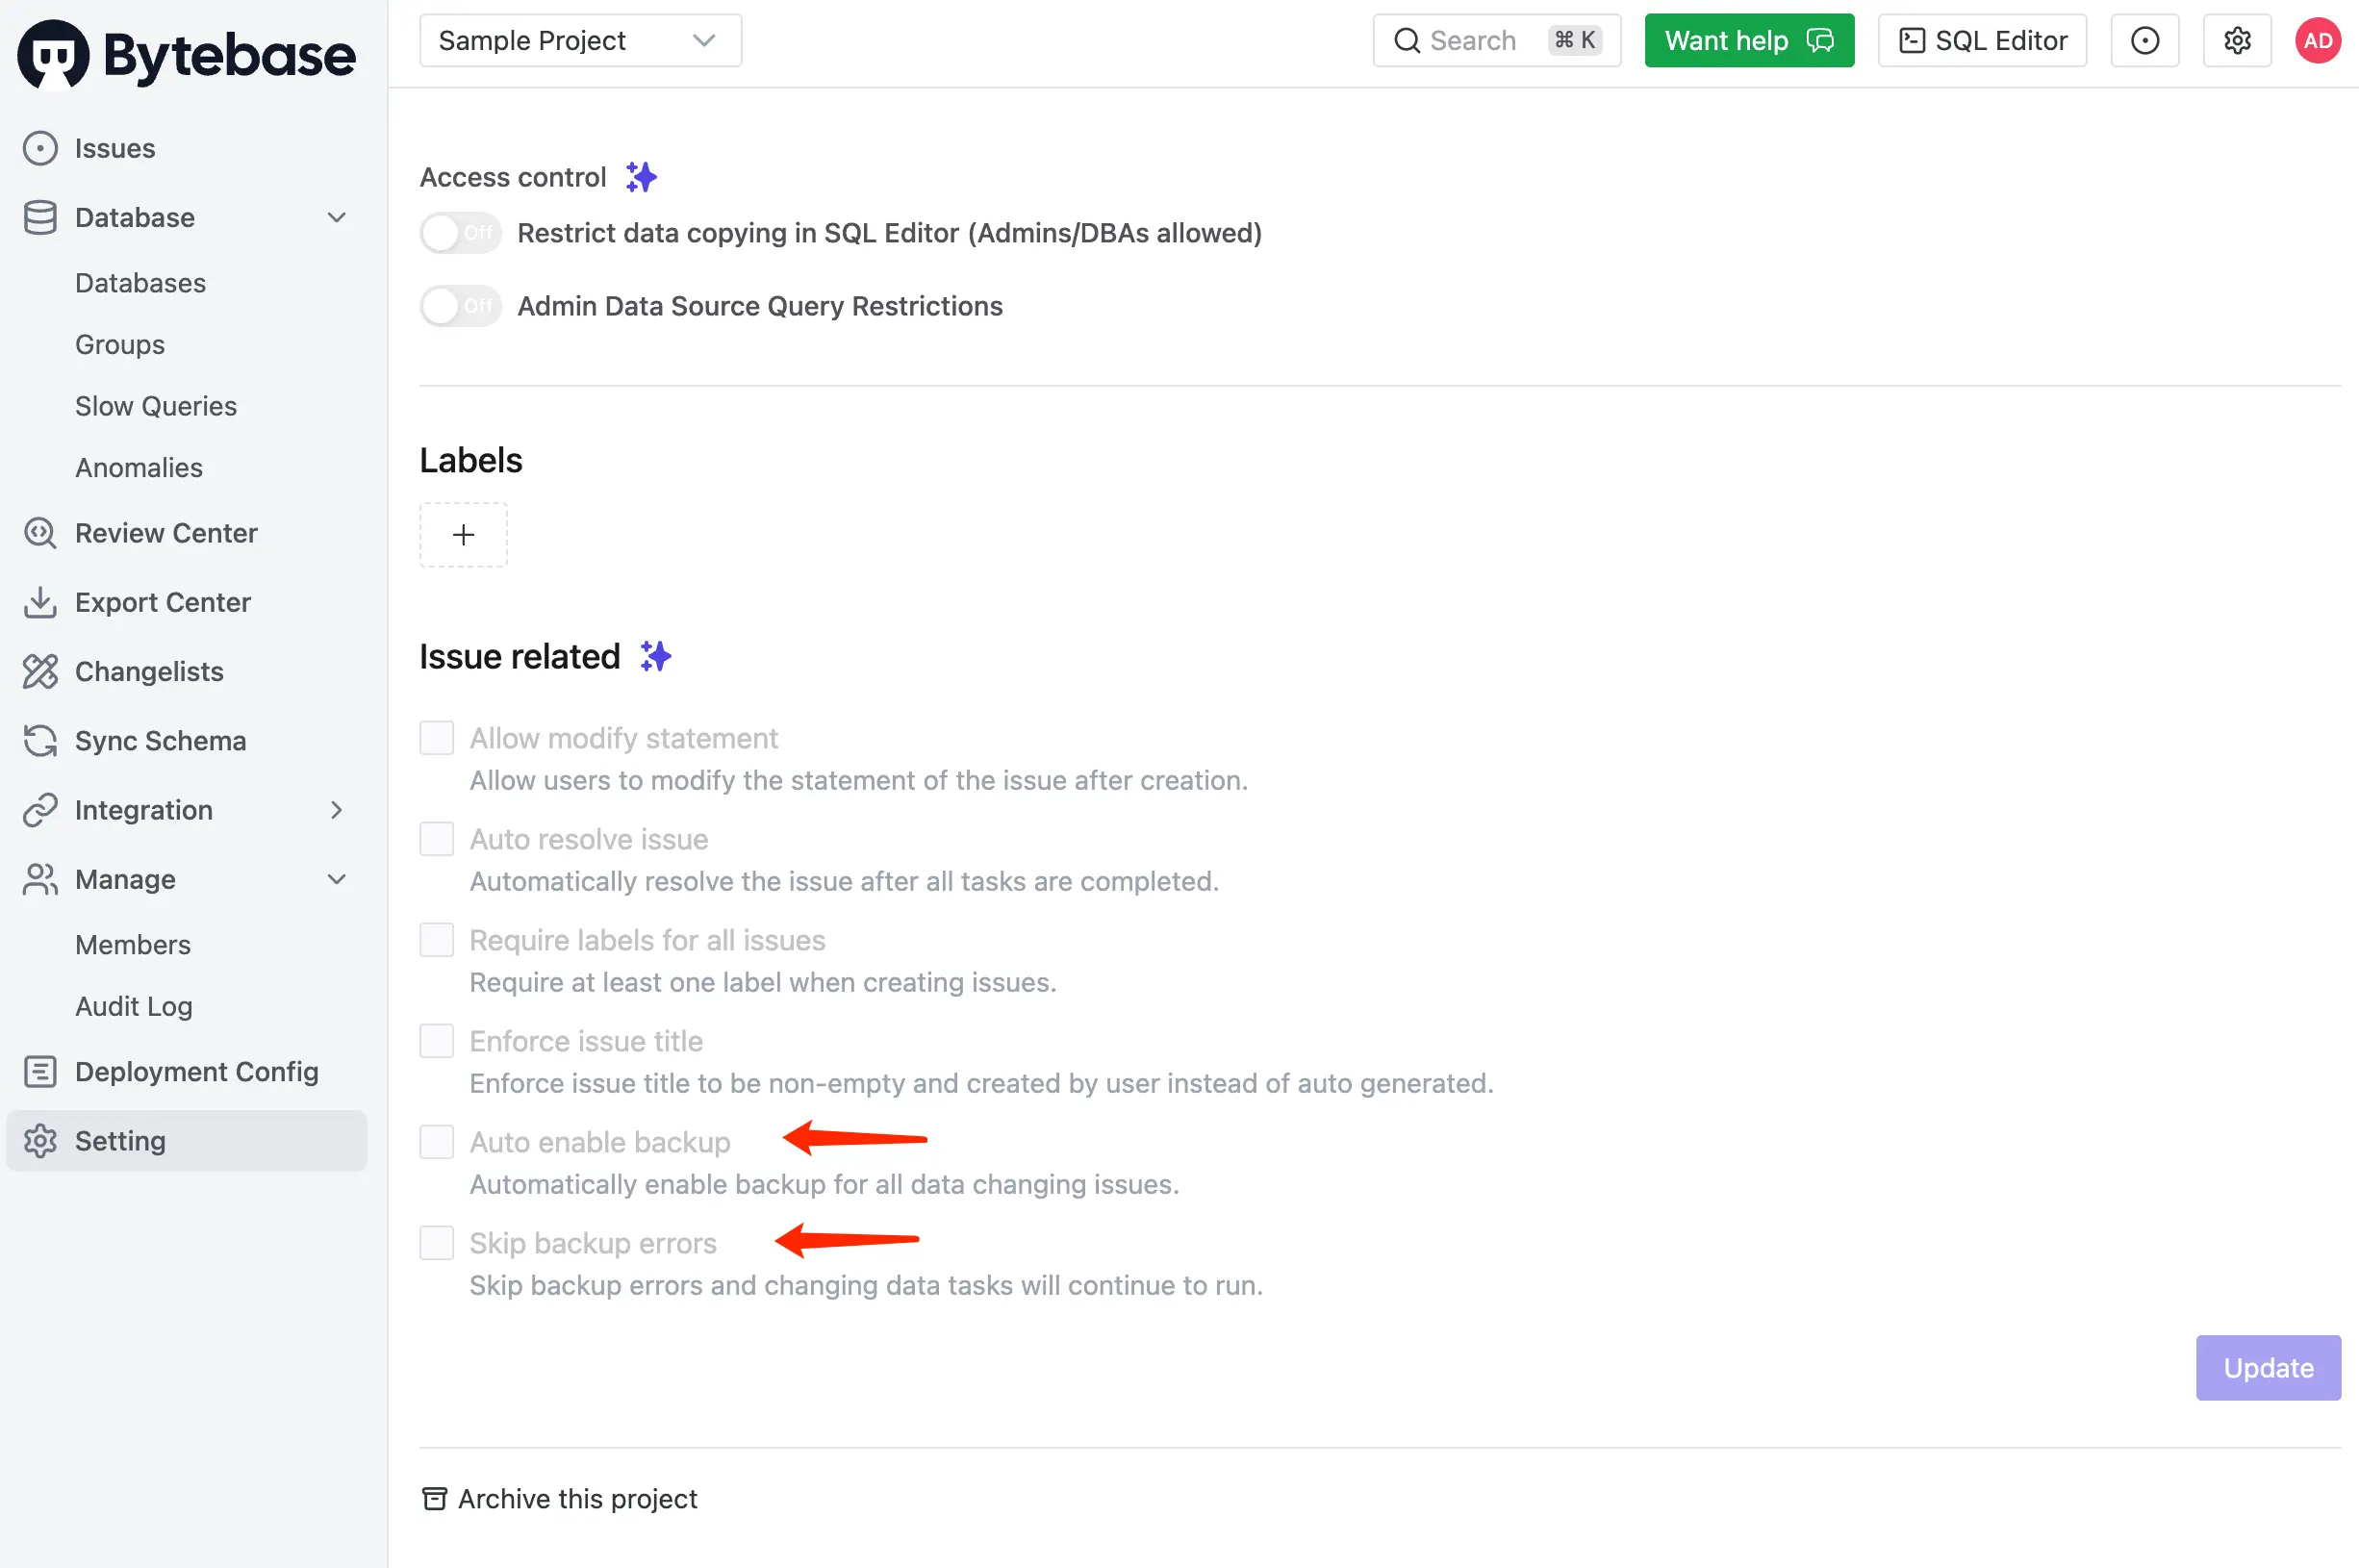 Bytebase
Issues
Database
Databases
Groups
Slow Queries
Anomalies
Review Center
Export Center
Changelists
Sync Schema
Integration
Manage
Members
Audit Log
Deployment Config
Setting
Sample Project
Search ⌘ K
Want help
SQL Editor
AD
Access control
Off Restrict data copying in SQL Editor (Admins/DBAs allowed)
Off Admin Data Source Query Restrictions
Labels
+
Issue related
Allow modify statement
Allow users to modify the statement of the issue after creation.
Auto resolve issue
Automatically resolve the issue after all tasks are completed.
Require labels for all issues
Require at least one label when creating issues.
Enforce issue title
Enforce issue title to be non-empty and created by user instead of auto generated.
Auto enable backup
Automatically enable backup for all data changing issues.
Skip backup errors
Skip backup errors and changing data tasks will continue to run.
Update
Archive this project